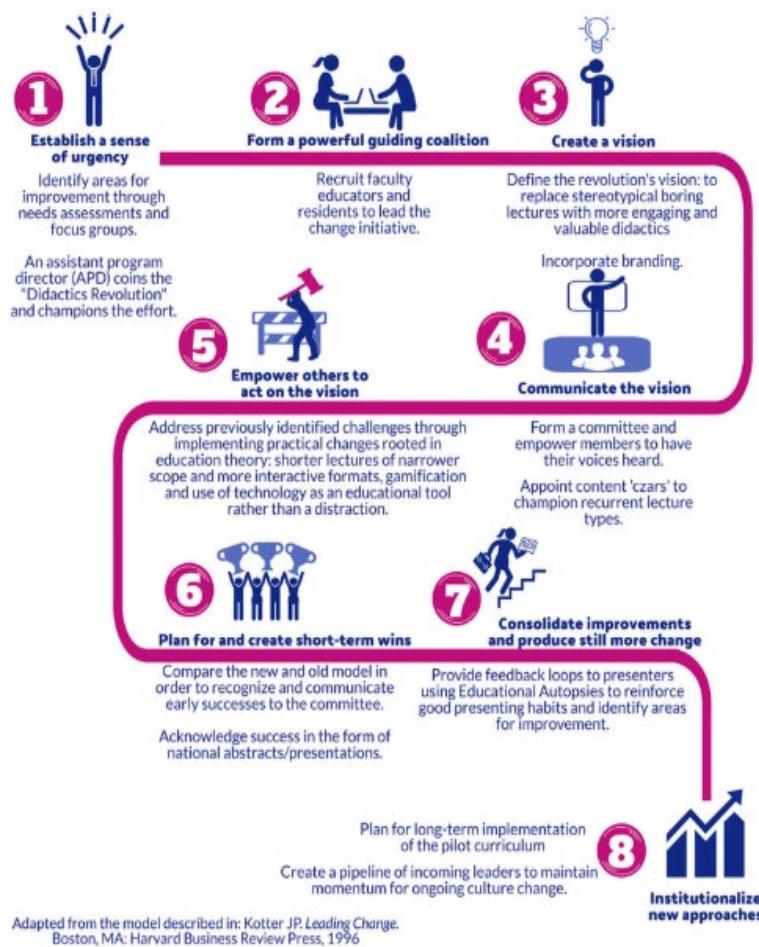 1
Establish a sense
of urgency
Identify areas for
improvement through
needs assessments and
focus groups.
An assistant program
director (APD) coins the
"Didactics Revolution"
and champions the effort.
2
Form a powerful guiding coalition
Recruit faculty
educators and
residents to lead the
change initiative.
3
Create a vision
Define the revolution's vision: to
replace stereotypical boring
lectures with more engaging and
valuable didactics
Incorporate branding.
4
Communicate the vision
Form a committee and
empower members to have
their voices heard.
Appoint content 'czars' to
champion recurrent lecture
types.
5
Empower others to
act on the vision
Address previously identified challenges through
implementing practical changes rooted in
education theory: shorter lectures of narrower
scope and more interactive formats, gamification
and use of technology as an educational tool
rather than a distraction.
6
Plan for and create short-term wins
Compare the new and old model in
order to recognize and communicate
early successes to the committee.
Acknowledge success in the form of
national abstracts/presentations.
7
Consolidate improvements
and produce still more change
Provide feedback loops to presenters
using Educational Autopsies to reinforce
good presenting habits and identify areas
for improvement.
8
Institutionalize
new approaches
Plan for long-term implementation
of the pilot curriculum
Create a pipeline of incoming leaders to maintain
momentum for ongoing culture change.
Adapted from the model described in: Kotter JP. Leading Change.
Boston, MA: Harvard Business Review Press, 1996